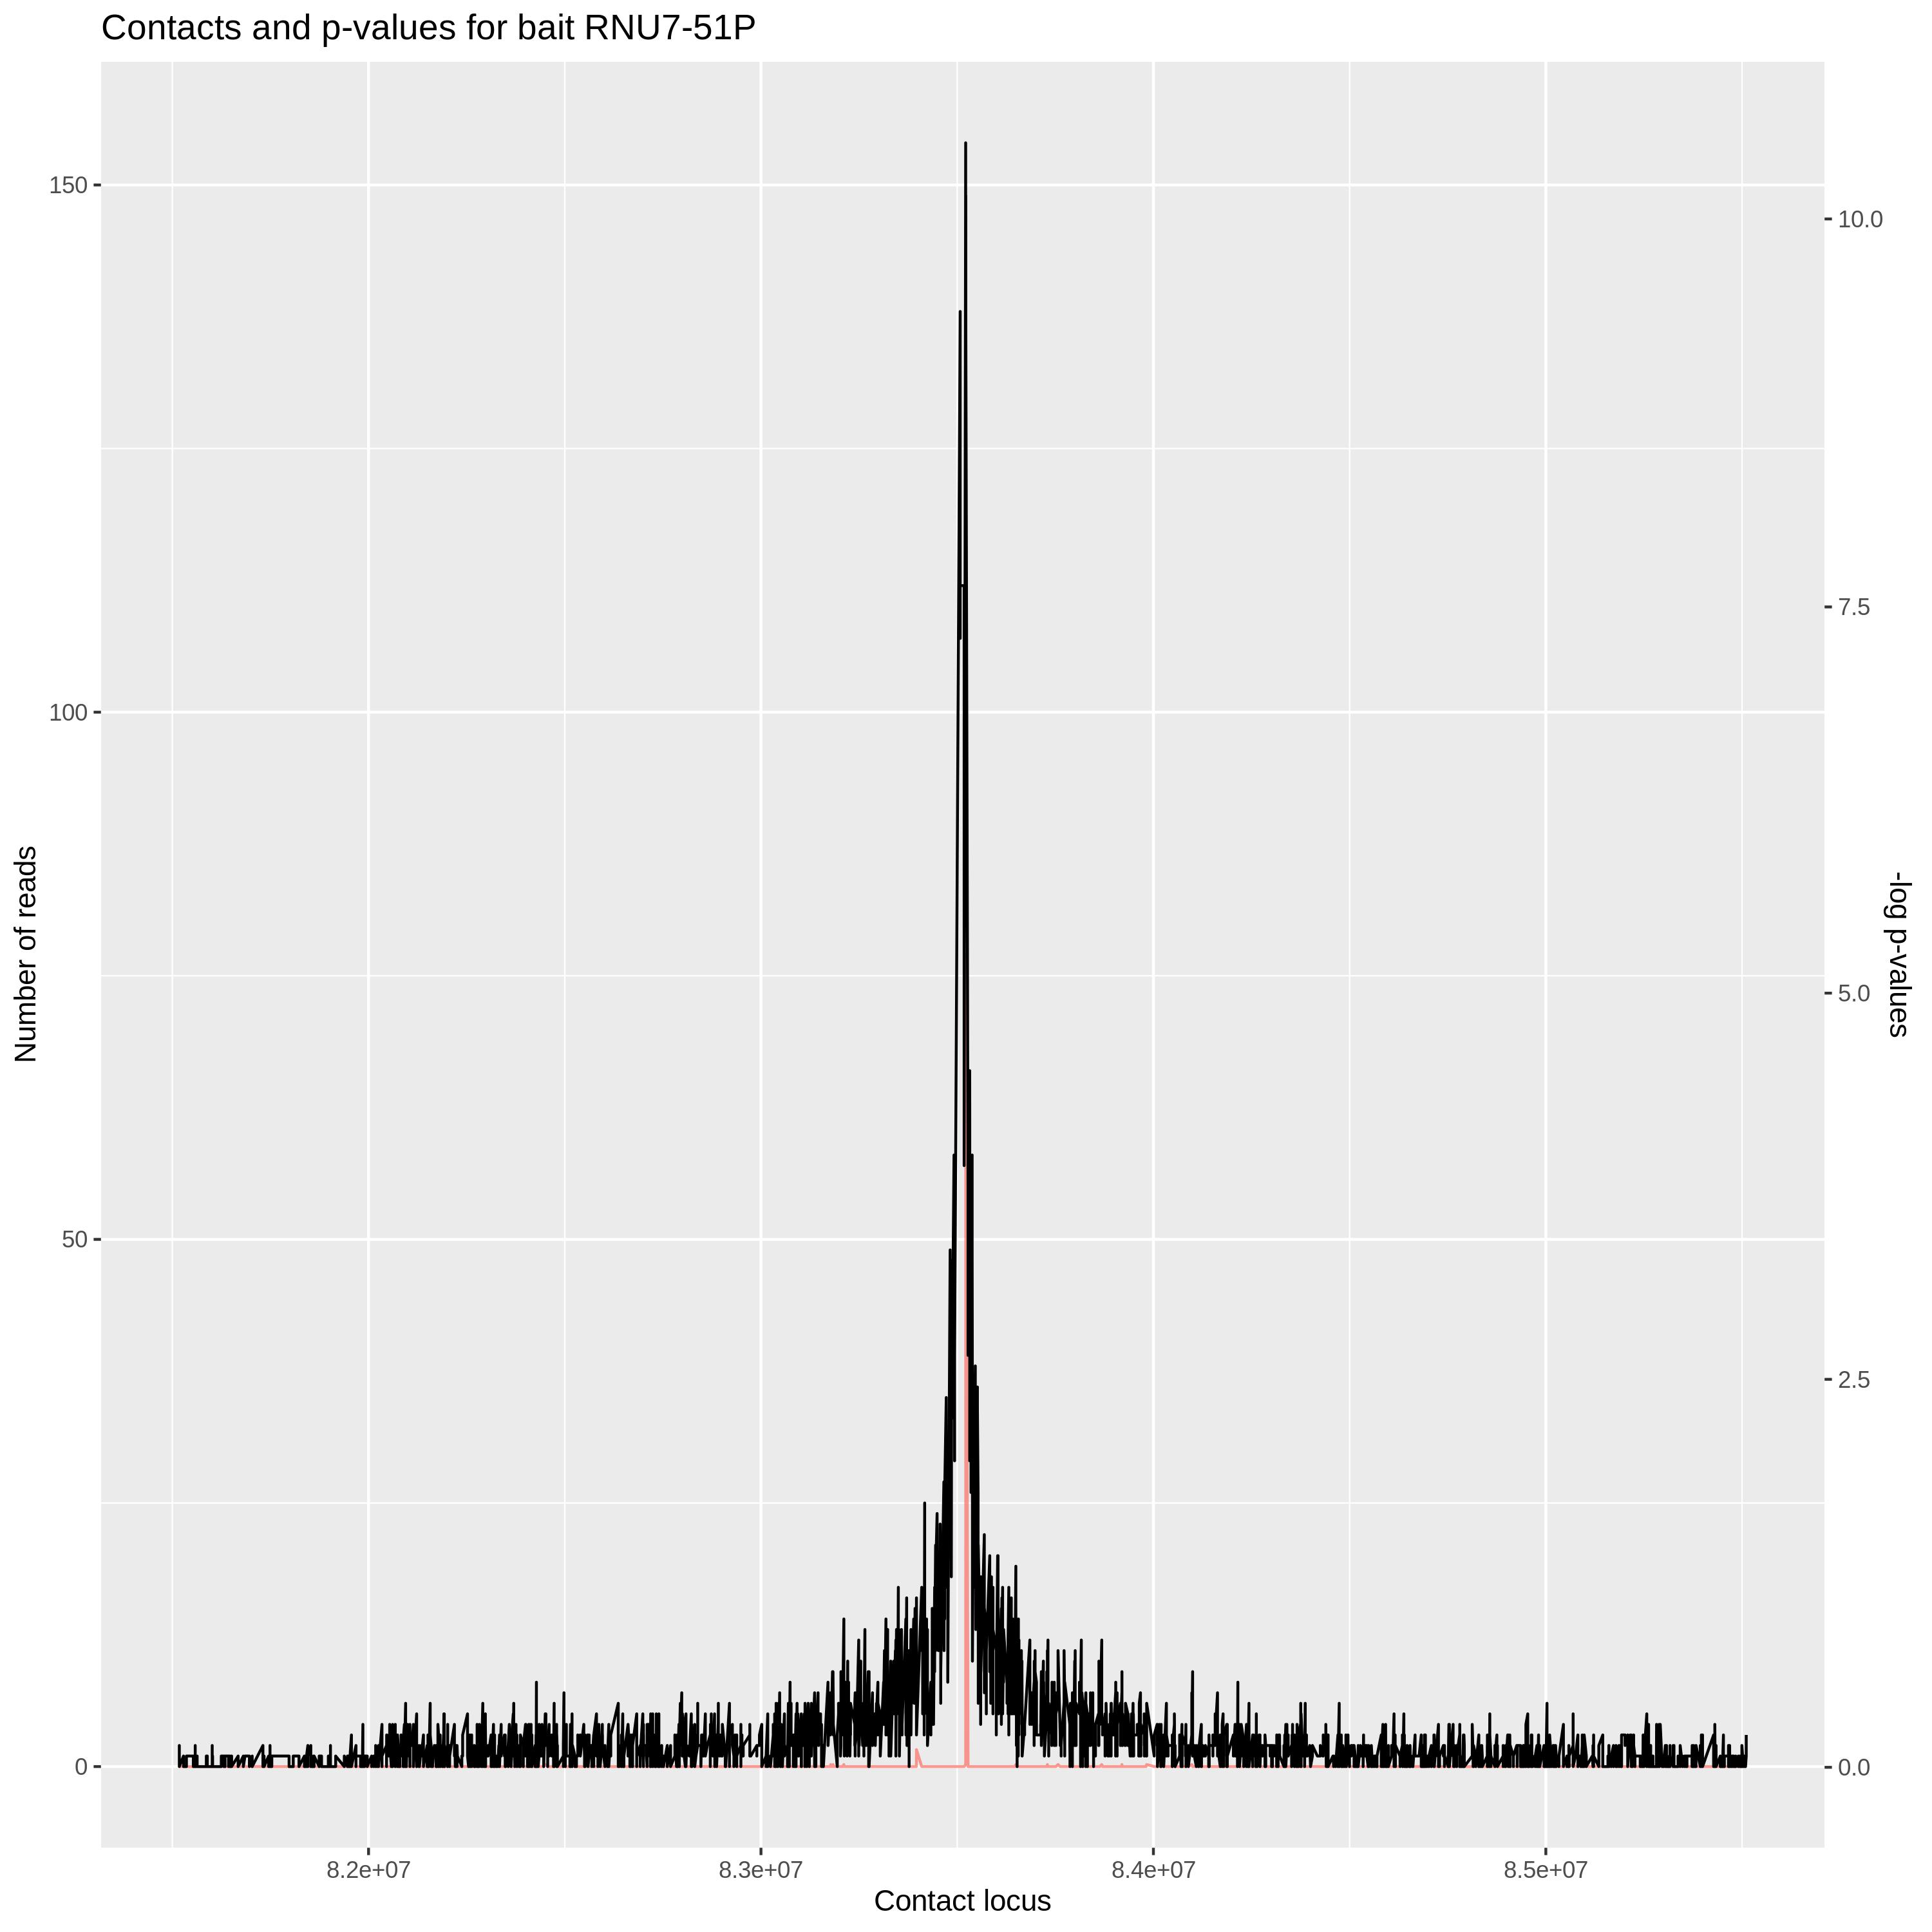 Contacts and p-values for bait RNU7-51P
150
100
50
0
Number of reads
10.0
7.5
5.0
2.5
0.0
-log p-values
8.2e+07
8.3e+07
8.4e+07
8.5e+07
Contact locus